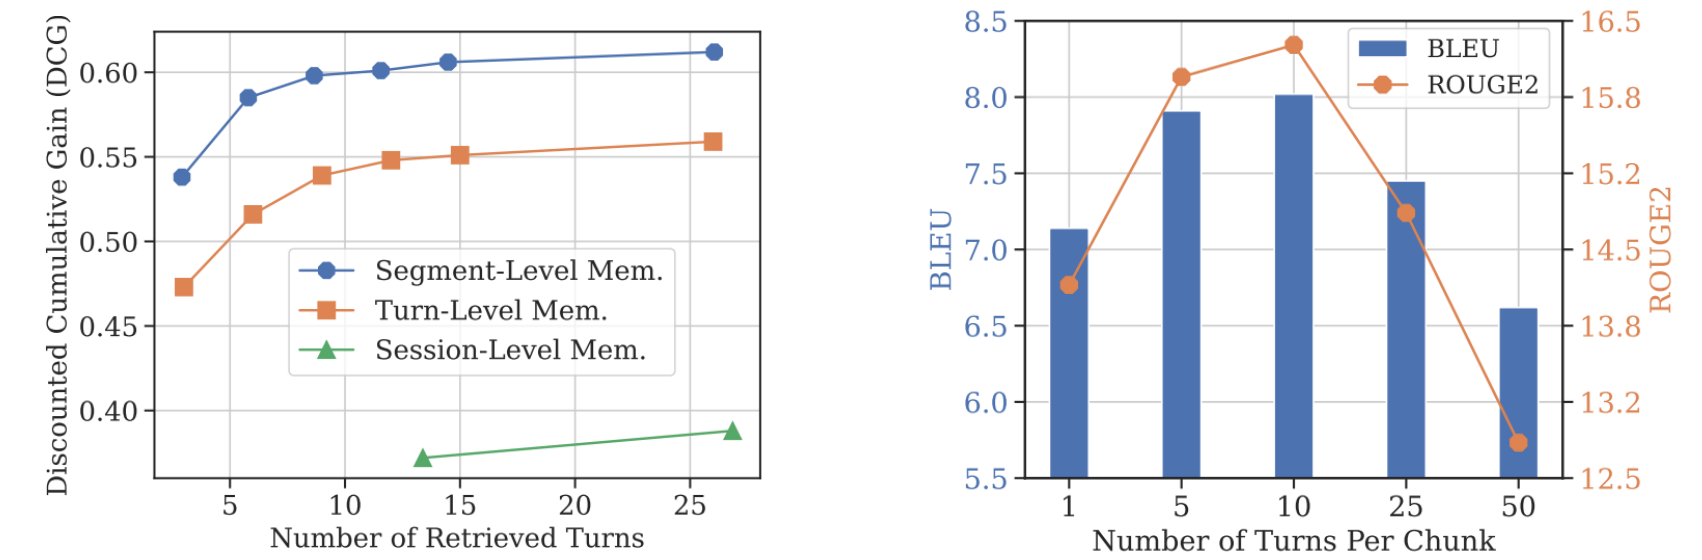 Discounted Cumulative Gain (DCG)
0.60
0.55
0.50
0.45
0.40
Segment-Level Mem.
Turn-Level Mem.
Session-Level Mem.
5 10 15 20 25
Number of Retrieved Turns
BLEU
8.5
8.0
7.5
7.0
6.5
6.0
5.5
BLEU
ROUGE2
16.5
15.8
15.2
14.5
13.8
13.2
12.5
ROUGE2
1 5 10 25 50
Number of Turns Per Chunk